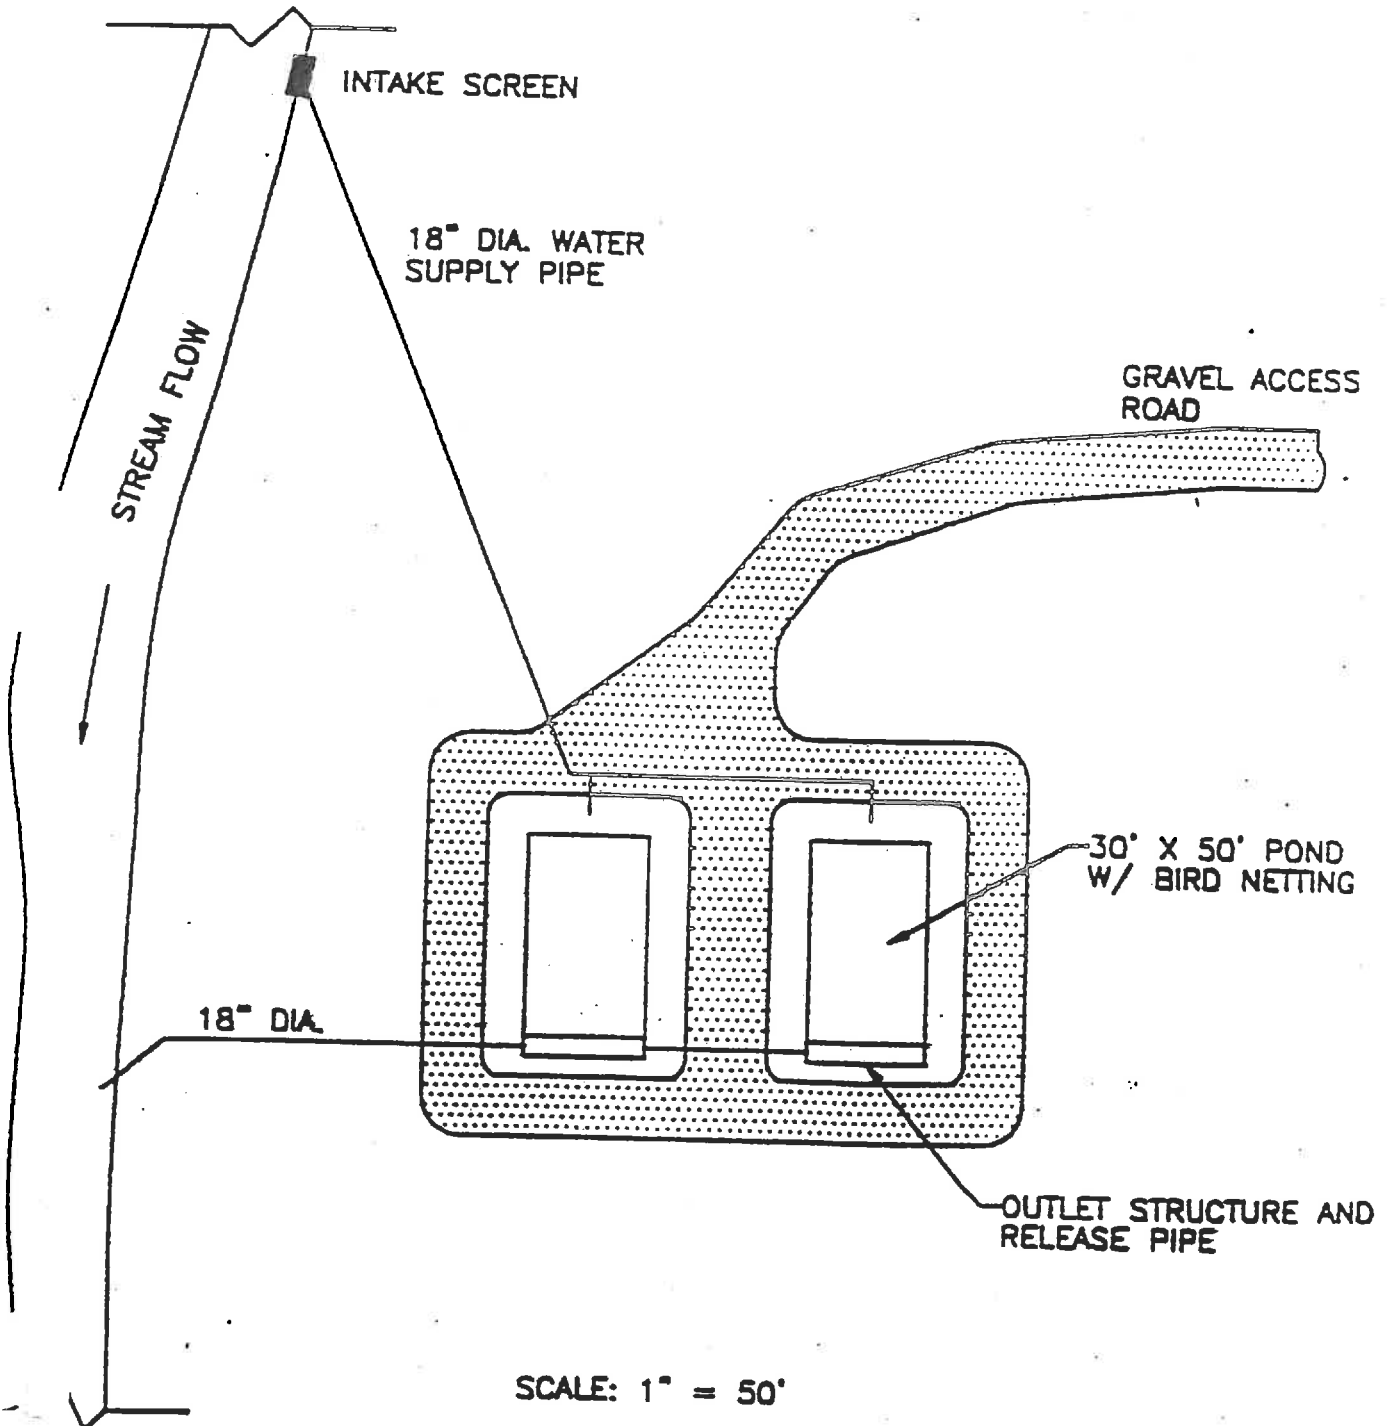 INTAKE SCREEN
18" DIA. WATER
SUPPLY PIPE
STREAM FLOW
GRAVEL ACCESS
ROAD
30' X 50' POND
W/ BIRD NETTING
18" DIA.
OUTLET STRUCTURE AND
RELEASE PIPE
SCALE: 1" = 50'